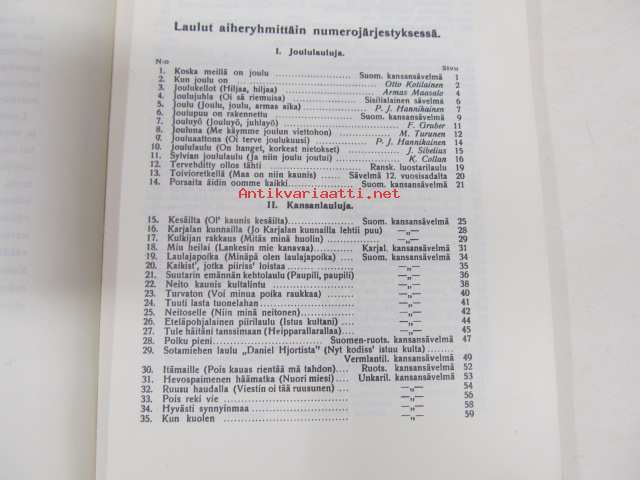 Laulut aiheryhmittäin numerojärjestyksessä.
I. Joululauluja.
N:o Sivu
1. Koska meillä on joulu . . . . . Suom. kansansävelmä 1
2. Kun joulu on . . . . . Otto Kotilainen 2
3. Joulukellot (Hiljaa, hiljaa) . . . . . Armas Maasalo 4
4. Joulujuhla (Oi sä riemuisa) . . . . . Sisilialainen sävelmä 6
5. Joulu (Joulu, joulu, armas aika) . . . . . P. J. Hannikainen 7
6. Joulupuu on rakennettu . . . . . Suom. kansansävelmä 9
7. Jouluyö (Jouluyö, juhlayö) . . . . . F. Gruber 11
8. Jouluna (Me käymme joulun viettohon) . . . . . M. Turunen 12
9. Jouluaattona (Oi terve joulukuusi) . . . . . P. J. Hannikainen 14
10. Joululaulu (On hanget, korkeat nietokset) . . . . . J. Sibelius 15
11. Sylvian joululaulu (Ja niin joulu joutui) . . . . . K. Collan 16
12. Tervehditty ollos tähti . . . . . Ransk. luostarilaulu 19
13. Toivioretkellä (Maa on niin kaunis) . . . . . Sävelmä 12. vuosisadalta 20
14. Porsaita äidin oomme kaikki . . . . . Suom. kansansävelmä 21
Antikvariaatti.net
II. Kansanlauluja.
15. Kesäilta (Ol' kaunis kesäilta) . . . . . Suom. kansansävelmä 25
16. Karjalan kunnailla (Jo Karjalan kunnailla lehtii puu) . . . . . —„— 28
17. Kulkijan rakkaus (Mitäs minä huolin) . . . . . —„— 29
18. Min heilai (Lankesin mie kanavaa) . . . . . Karjal. kansansävelmä 31
19. Laulajapoika (Minäpä olen laulajapoika) . . . . . Suom. kansansävelmä 34
20. Kaikist', jotka piiriss' loistaa . . . . . —„— 35
21. Suutarin emännän kehtolaulu (Paupili, paupili) . . . . . —„— 36
22. Neito kaunis kultalintu . . . . . —„— 38
23. Turvaton (Voi minua poika raukkaa) . . . . . —„— 40
24. Tuuti lasta tuonelahan . . . . . —„— 41
25. Neitoselle (Niin minä neitonen) . . . . . —„— 42
26. Eteläpohjalainen piirilaulu (Istus kultani) . . . . —„— 44
27. Tule häitäni tanssimaan (Heipparallarallaa) . . . . . —„— 45
28. Poiku pieni . . . . . Suomen-ruots. kansansävelmä 47
29. Sotamiehen laulu „Daniel Hjortista" (Nyt kodiss' istuu kulta) . . . . .
Vermlantil. kansansävelmä 49
30. Itämaille (Pois kauas rientää mä tahdon) . . . . . Ruots. kansansävelmä 52
31. Hevospaimenen häämatka (Nuori miesi) . . . . . Unkaril. kansansävelmä 53
32. Ruusu haudalla (Viestin oi tää ruusunen) . . . . . —„— 54
33. Pois reki vie . . . . . —„— 56
34. Hyvästi synnyinmaa . . . . . —„— 58
35. Kun kuolen . . . . . —„— 59